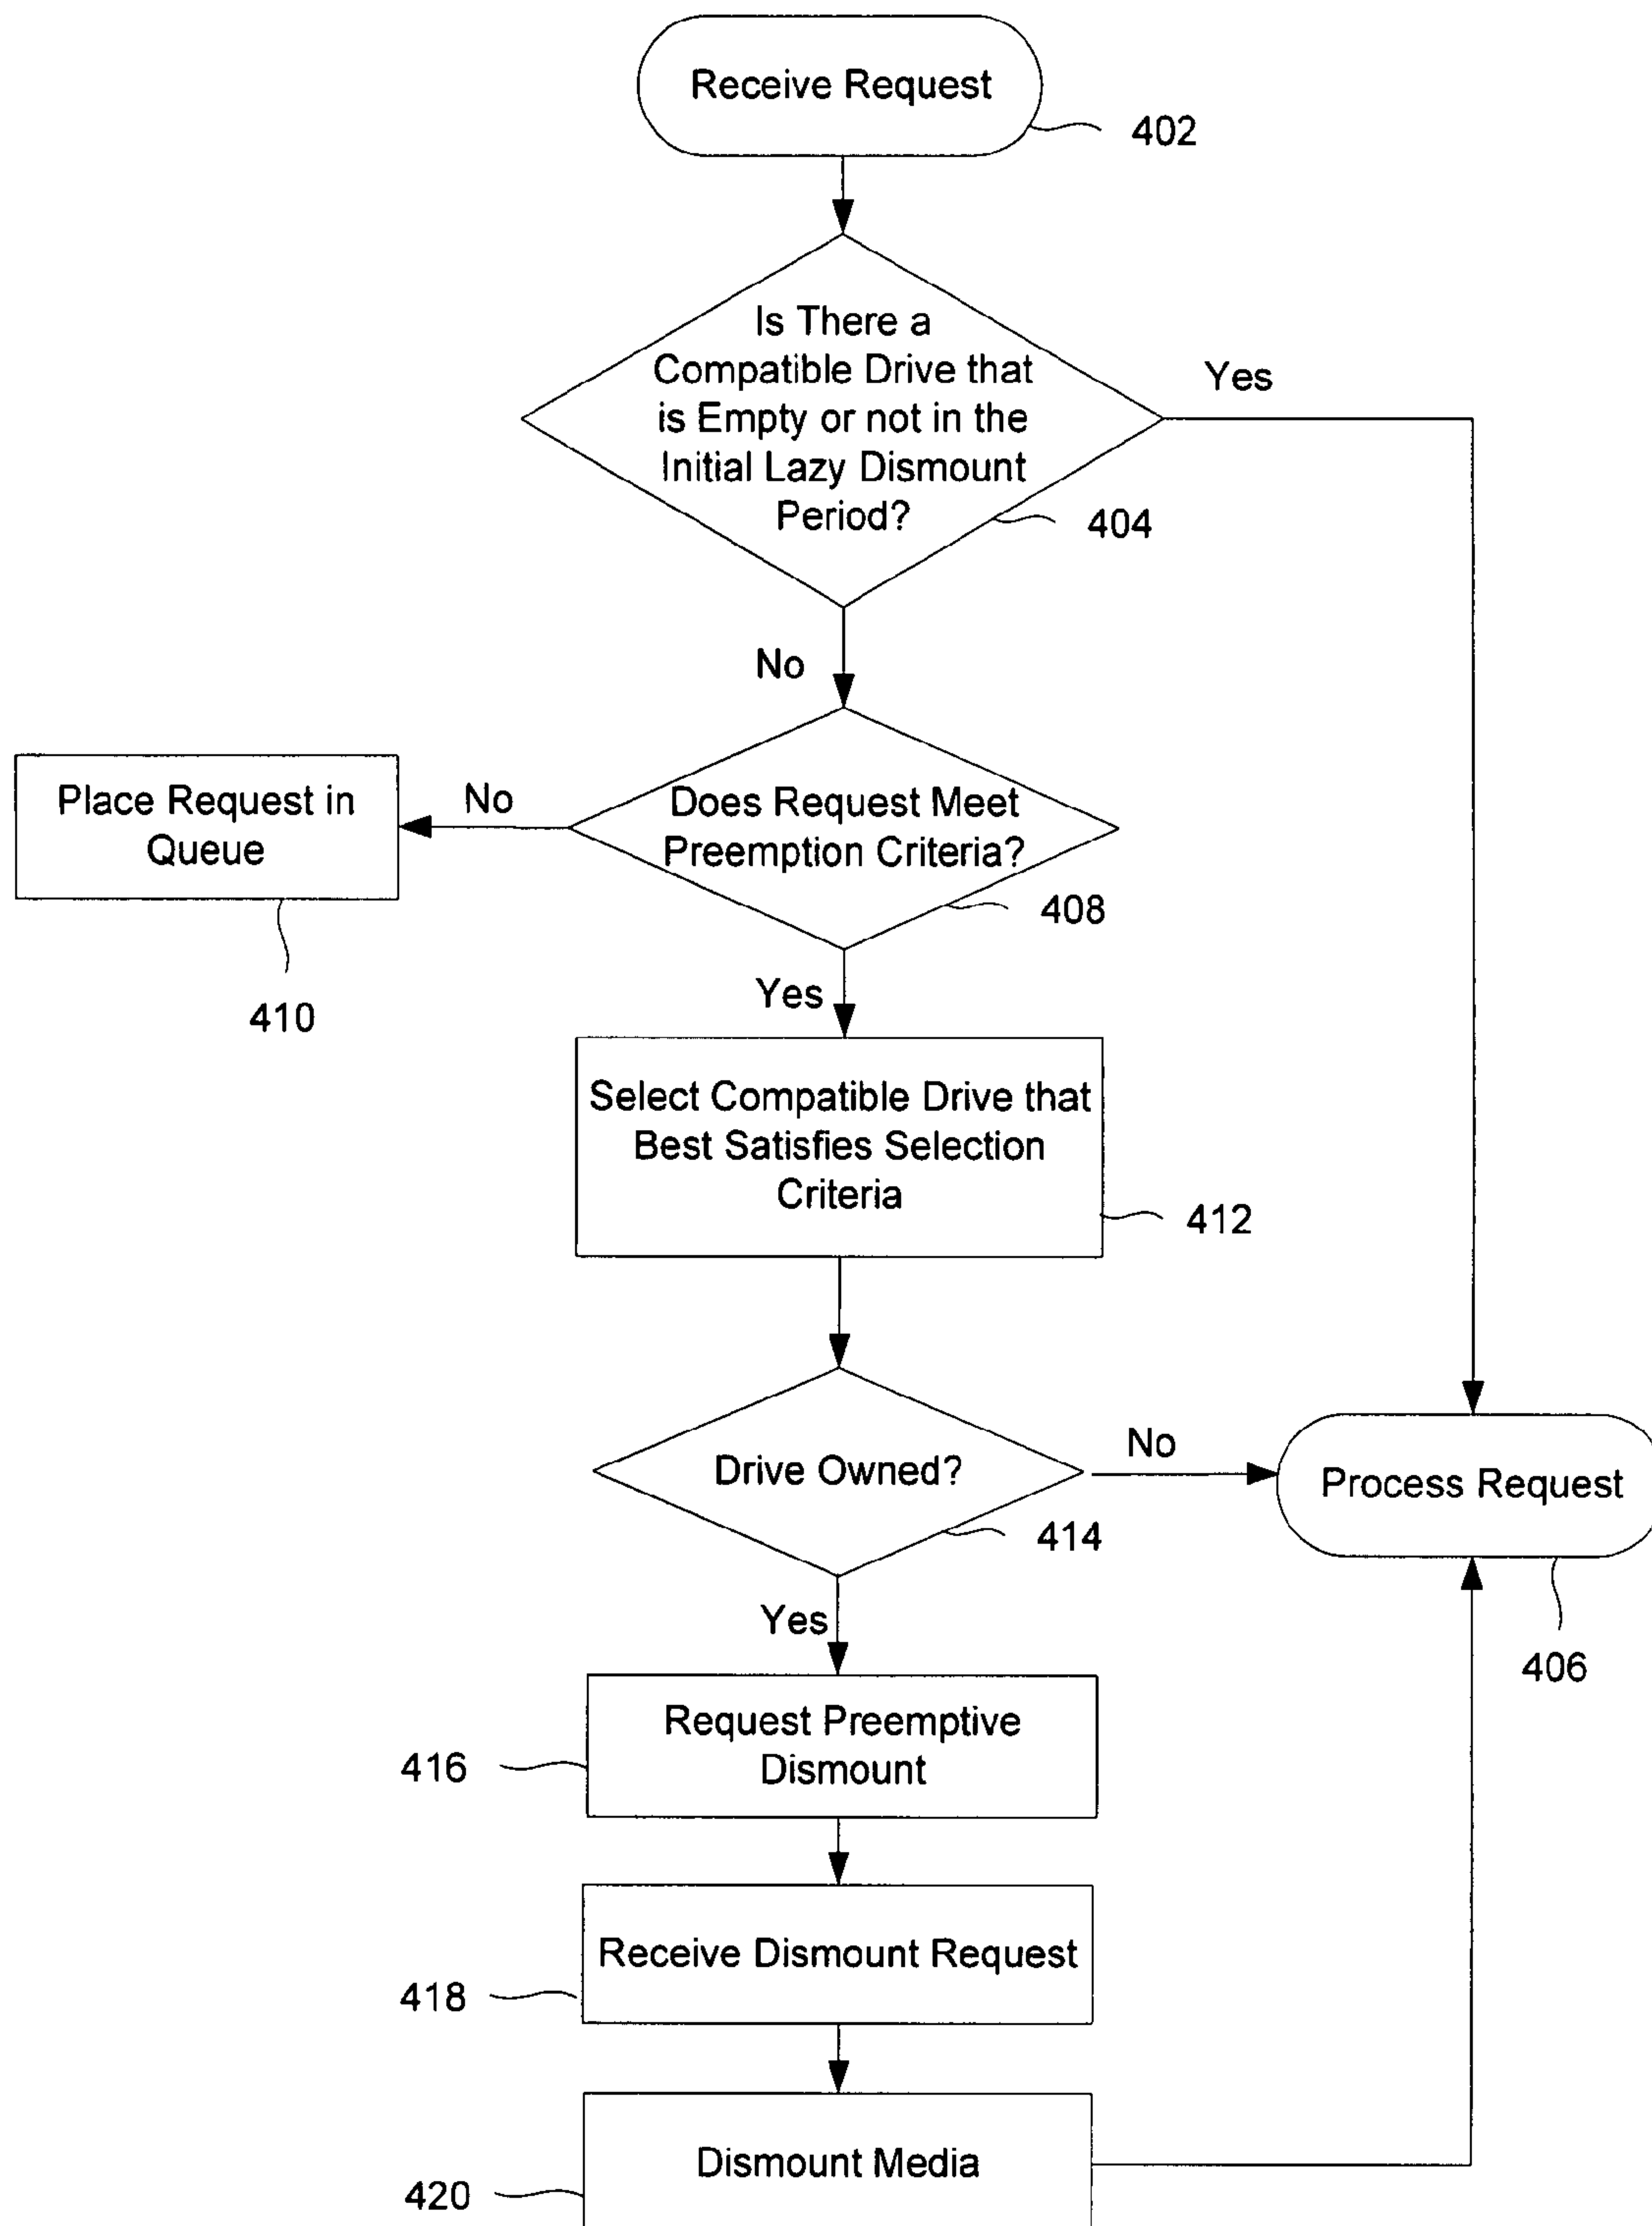 Receive Request
402
Is There a
Compatible Drive that
is Empty or not in the
Initial Lazy Dismount
Period?
404
Yes
No
Does Request Meet
Preemption Criteria?
408
No
Place Request in
Queue
410
Yes
Select Compatible Drive that
Best Satisfies Selection
Criteria
412
Drive Owned?
414
No
Process Request
406
Yes
Request Preemptive
Dismount
416
Receive Dismount Request
418
Dismount Media
420